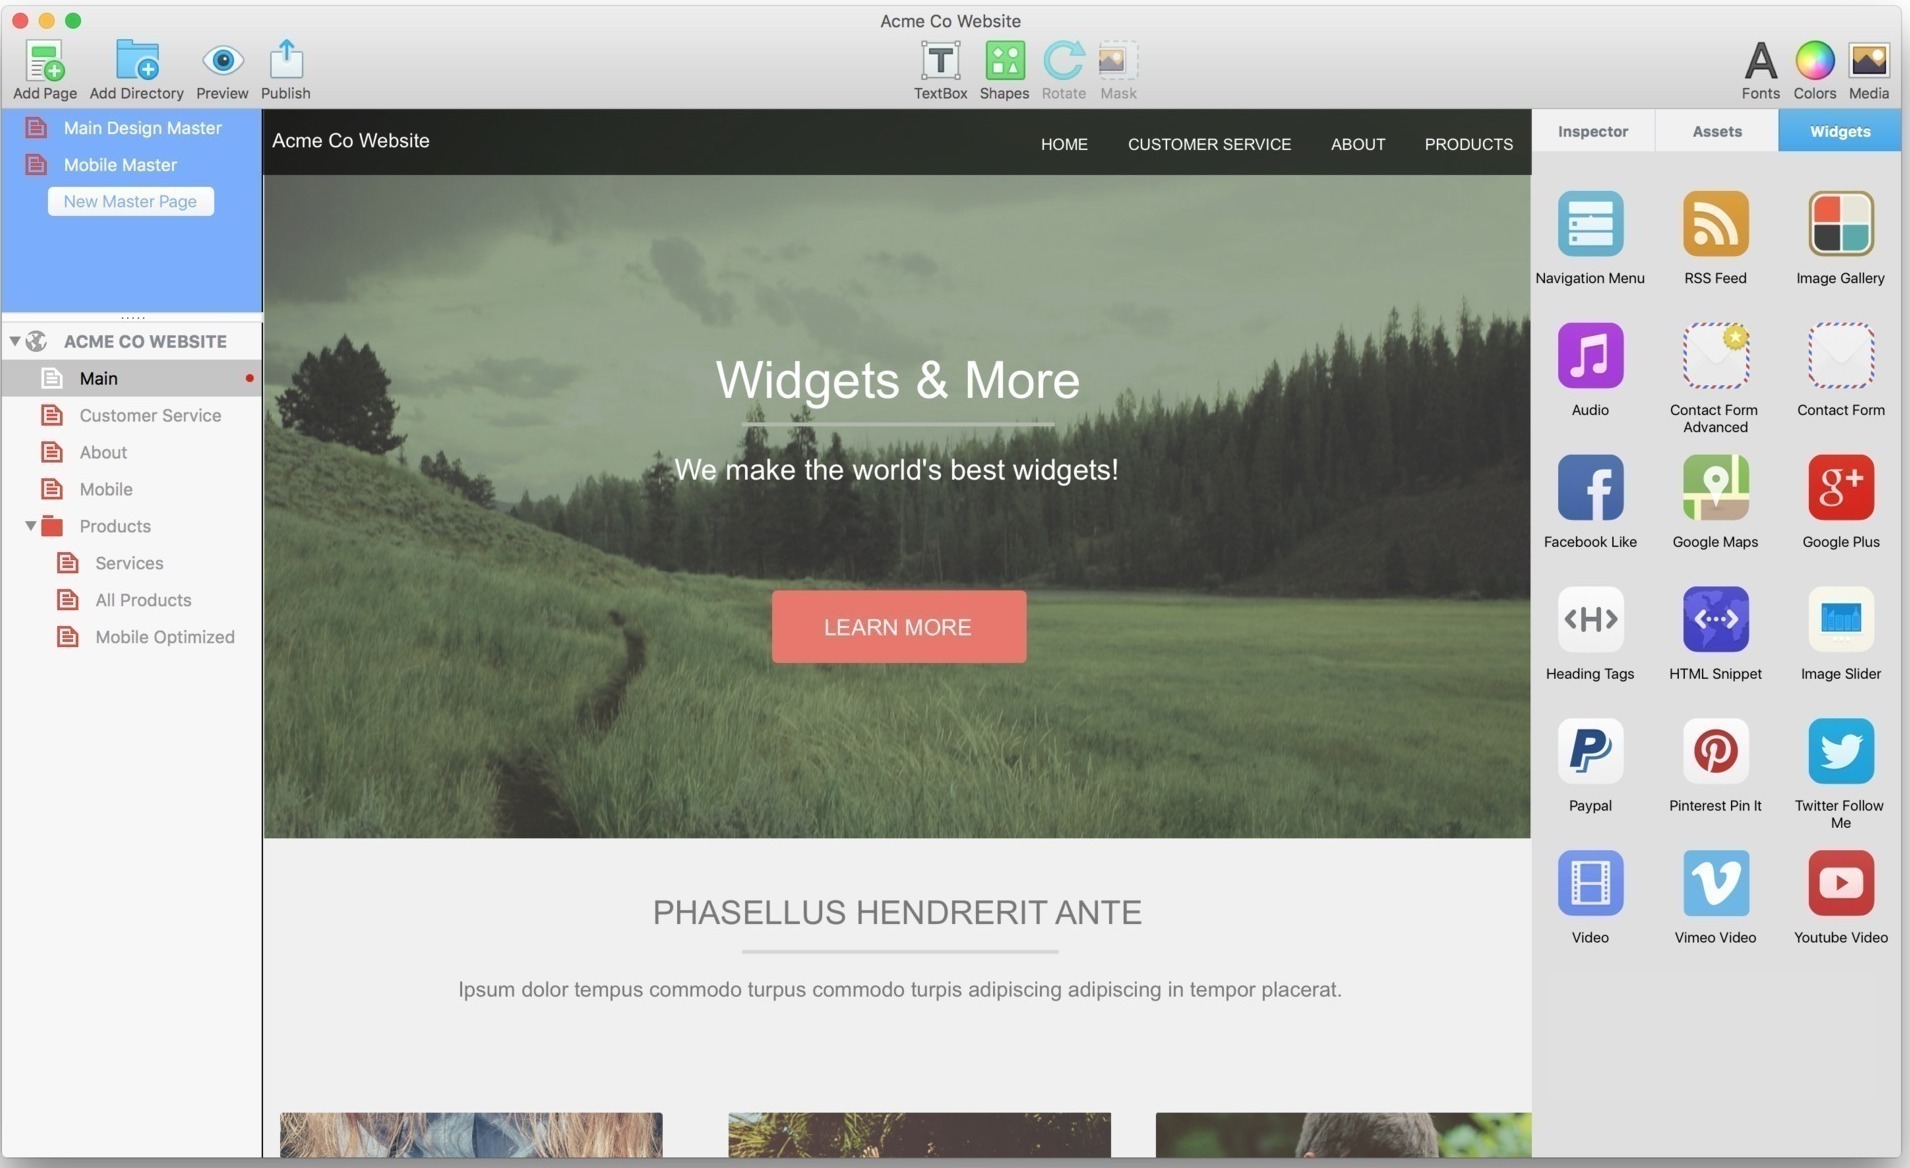 Acme Co Website
Add Page
Add Directory
Preview
Publish
TextBox
Shapes
Rotate
Mask
Fonts
Colors
Media
Main Design Master
Mobile Master
New Master Page
ACME CO WEBSITE
Main
Customer Service
About
Mobile
Products
Services
All Products
Mobile Optimized
Acme Co Website
HOME
CUSTOMER SERVICE
ABOUT
PRODUCTS
Widgets & More
We make the world's best widgets!
LEARN MORE
PHASELLUS HENDRERIT ANTE
Ipsum dolor tempus commodo turpus commodo turpis adipiscing adipiscing in tempor placerat.
Inspector
Assets
Widgets
Navigation Menu
RSS Feed
Image Gallery
Audio
Contact Form
Advanced
Contact Form
Facebook Like
Google Maps
g+
Google Plus
<H>
Heading Tags
HTML Snippet
Image Slider
Paypal
Pinterest Pin It
Twitter Follow
Me
Video
Vimeo Video
Youtube Video